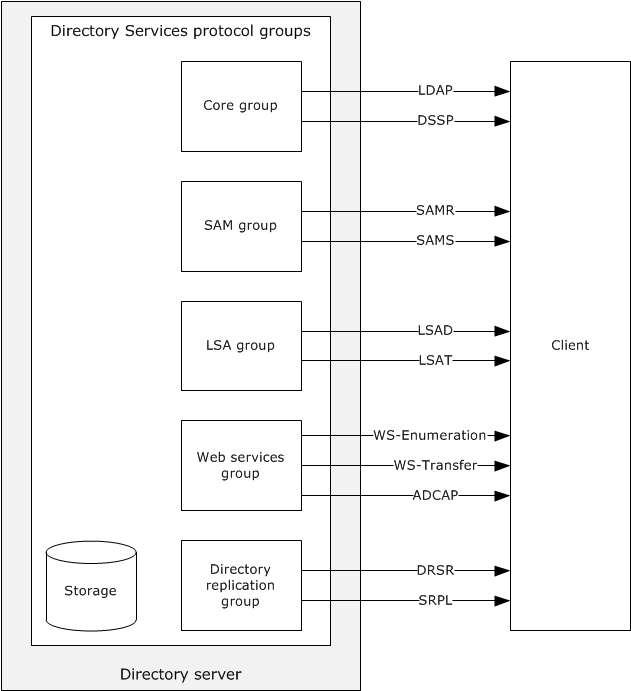 Directory Services protocol groups
Core group
LDAP
DSSP
SAM group
SAMR
SAMS
LSA group
LSAD
LSAT
Client
Web services
group
WS-Enumeration
WS-Transfer
ADCAP
Storage
Directory
replication
group
DRSR
SRPL
Directory server